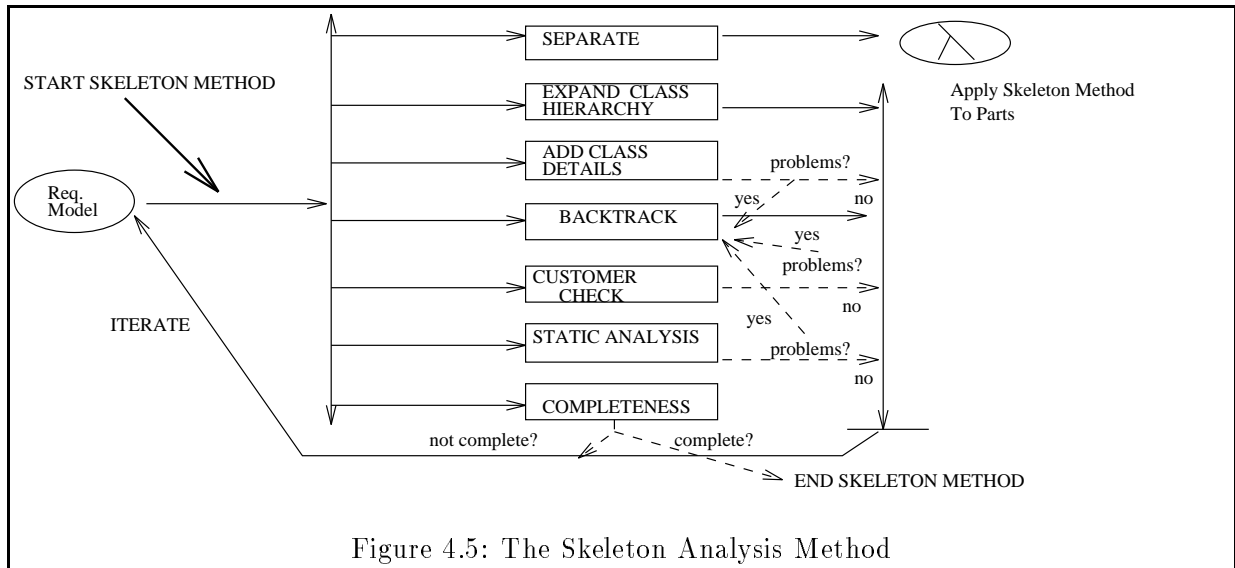 SEPARATE
START SKELETON METHOD
EXPAND CLASS
HIERARCHY
Apply Skeleton Method
To Parts
ADD CLASS
DETAILS
problems?
Req.
Model
yes
no
BACKTRACK
yes
problems?
CUSTOMER
CHECK
no
ITERATE
yes
STATIC ANALYSIS
problems?
no
COMPLETENESS
not complete?
complete?
END SKELETON METHOD
Figure 4.5: The Skeleton Analysis Method